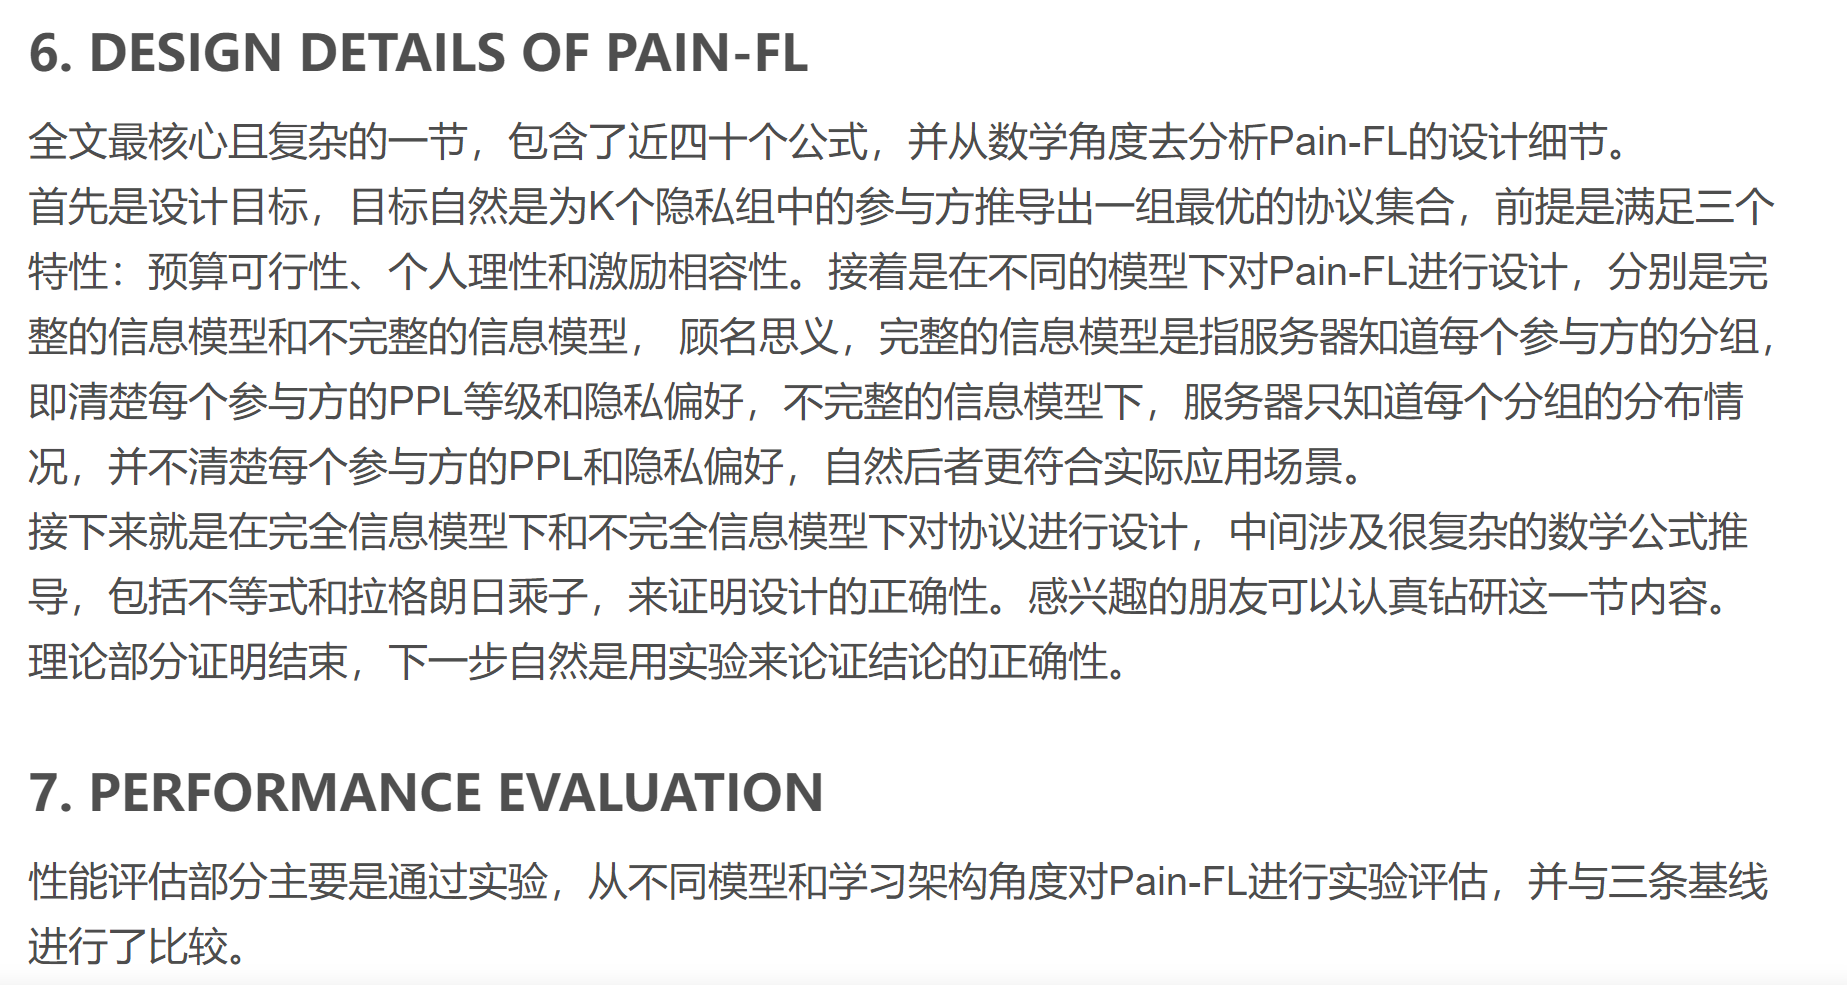 6. DESIGN DETAILS OF PAIN-FL
全文最核心且复杂的一节，包含了近四十个公式，并从数学角度去分析Pain-FL的设计细节。
首先是设计目标，目标自然是为K个隐私组中的参与方推导出一组最优的协议集合，前提是满足三个
特性：预算可行性、个人理性和激励相容性。接着是在不同的模型下对Pain-FL进行设计，分别是完
整的信息模型和不完整的信息模型， 顾名思义，完整的信息模型是指服务器知道每个参与方的分组，
即清楚每个参与方的PPL等级和隐私偏好，不完整的信息模型下，服务器只知道每个分组的分布情
况，并不清楚每个参与方的PPL和隐私偏好，自然后者更符合实际应用场景。
接下来就是在完全信息模型下和不完全信息模型下对协议进行设计，中间涉及很复杂的数学公式推
导，包括不等式和拉格朗日乘子，来证明设计的正确性。感兴趣的朋友可以认真钻研这一节内容。
理论部分证明结束，下一步自然是用实验来论证结论的正确性。
7. PERFORMANCE EVALUATION
性能评估部分主要是通过实验，从不同模型和学习架构角度对Pain-FL进行实验评估，并与三条基线
进行了比较。